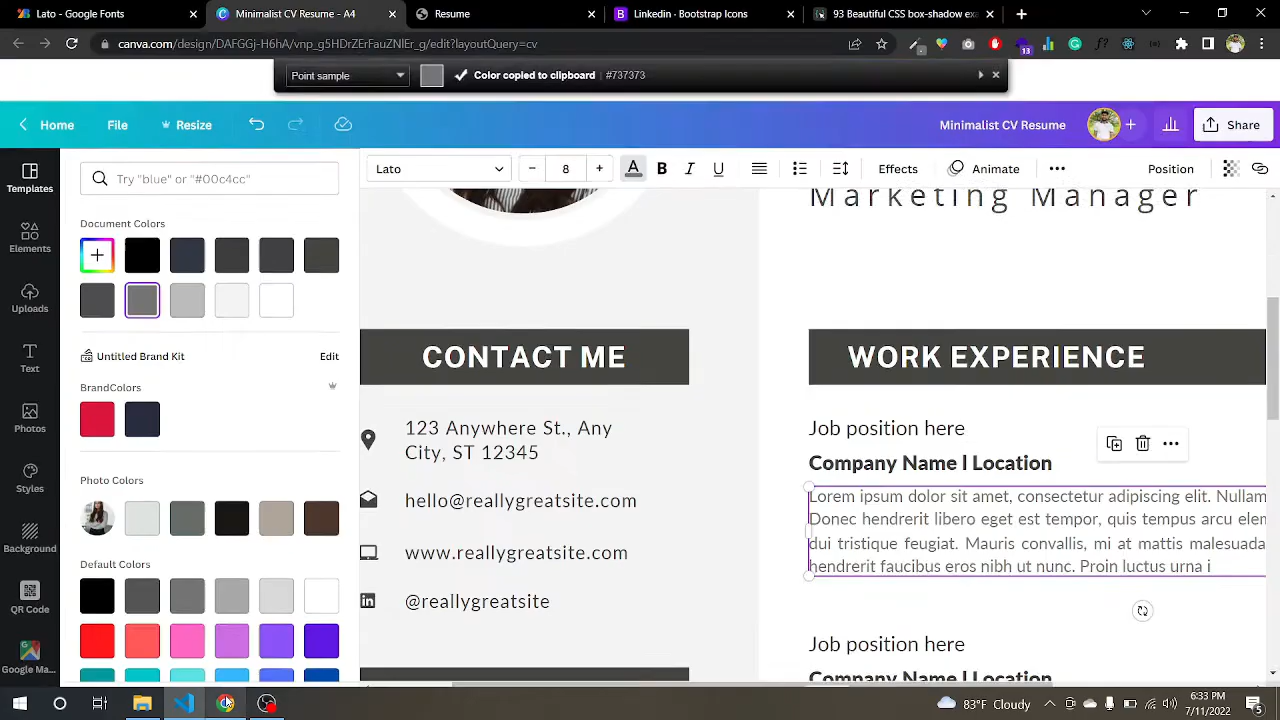 Lato - Google Fonts
Minimalist CV Resume - A4
Resume
Linkedin · Bootstrap Icons
93 Beautiful CSS box-shadow exa
canva.com/design/DAFGGj-H6hA/vnp_g5HDrZErFauZNlEr_g/edit?layoutQuery=cv
13
Point sample
Color copied to clipboard | #737373
Home
File
Resize
Minimalist CV Resume
Share
Templates
Elements
Uploads
Text
Photos
Styles
Background
QR Code
Google Ma...
Try "blue" or "#00c4cc"
Document Colors
Untitled Brand Kit
Edit
BrandColors
Photo Colors
Default Colors
Lato
8
A
B
I
U
Effects
Animate
Position
Marketing Manager
CONTACT ME
123 Anywhere St., Any
City, ST 12345
hello@reallygreatsite.com
www.reallygreatsite.com
@reallygreatsite
WORK EXPERIENCE
Job position here
Company Name l Location
Lorem ipsum dolor sit amet, consectetur adipiscing elit. Nullam
Donec hendrerit libero eget est tempor, quis tempus arcu elem
dui tristique feugiat. Mauris convallis, mi at mattis malesuada
hendrerit faucibus eros nibh ut nunc. Proin luctus urna i
Job position here
Company Name l Location
88°F Cloudy
6:33 PM
7/11/2022
5